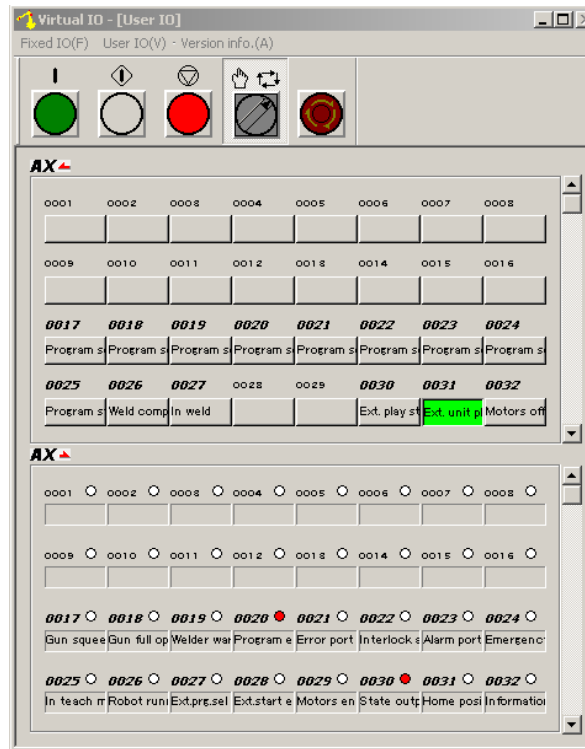 Virtual IO - [User IO]
Fixed IO(F) User IO(V) - Version info.(A)
AX
0001 0002 0003 0004 0005 0006 0007 0008
0009 0010 0011 0012 0013 0014 0015 0016
0017 0018 0019 0020 0021 0022 0023 0024
Program s Program s Program s Program s Program s Program s Program s Program s
0025 0026 0027 0028 0029 0030 0031 0032
Program s Weld comp In weld Ext. play st Ext. unit pl Motors off
AX
0001 0002 0003 0004 0005 0006 0007 0008
0009 0010 0011 0012 0013 0014 0015 0016
0017 0018 0019 0020 0021 0022 0023 0024
Gun squee Gun full op Welder war Program e Error port Interlock a Alarm port Emergenc
0025 0026 0027 0028 0029 0030 0031 0032
In teach m Robot runi Ext.prg.sel Ext.start e Motors en State outp Home posi Information